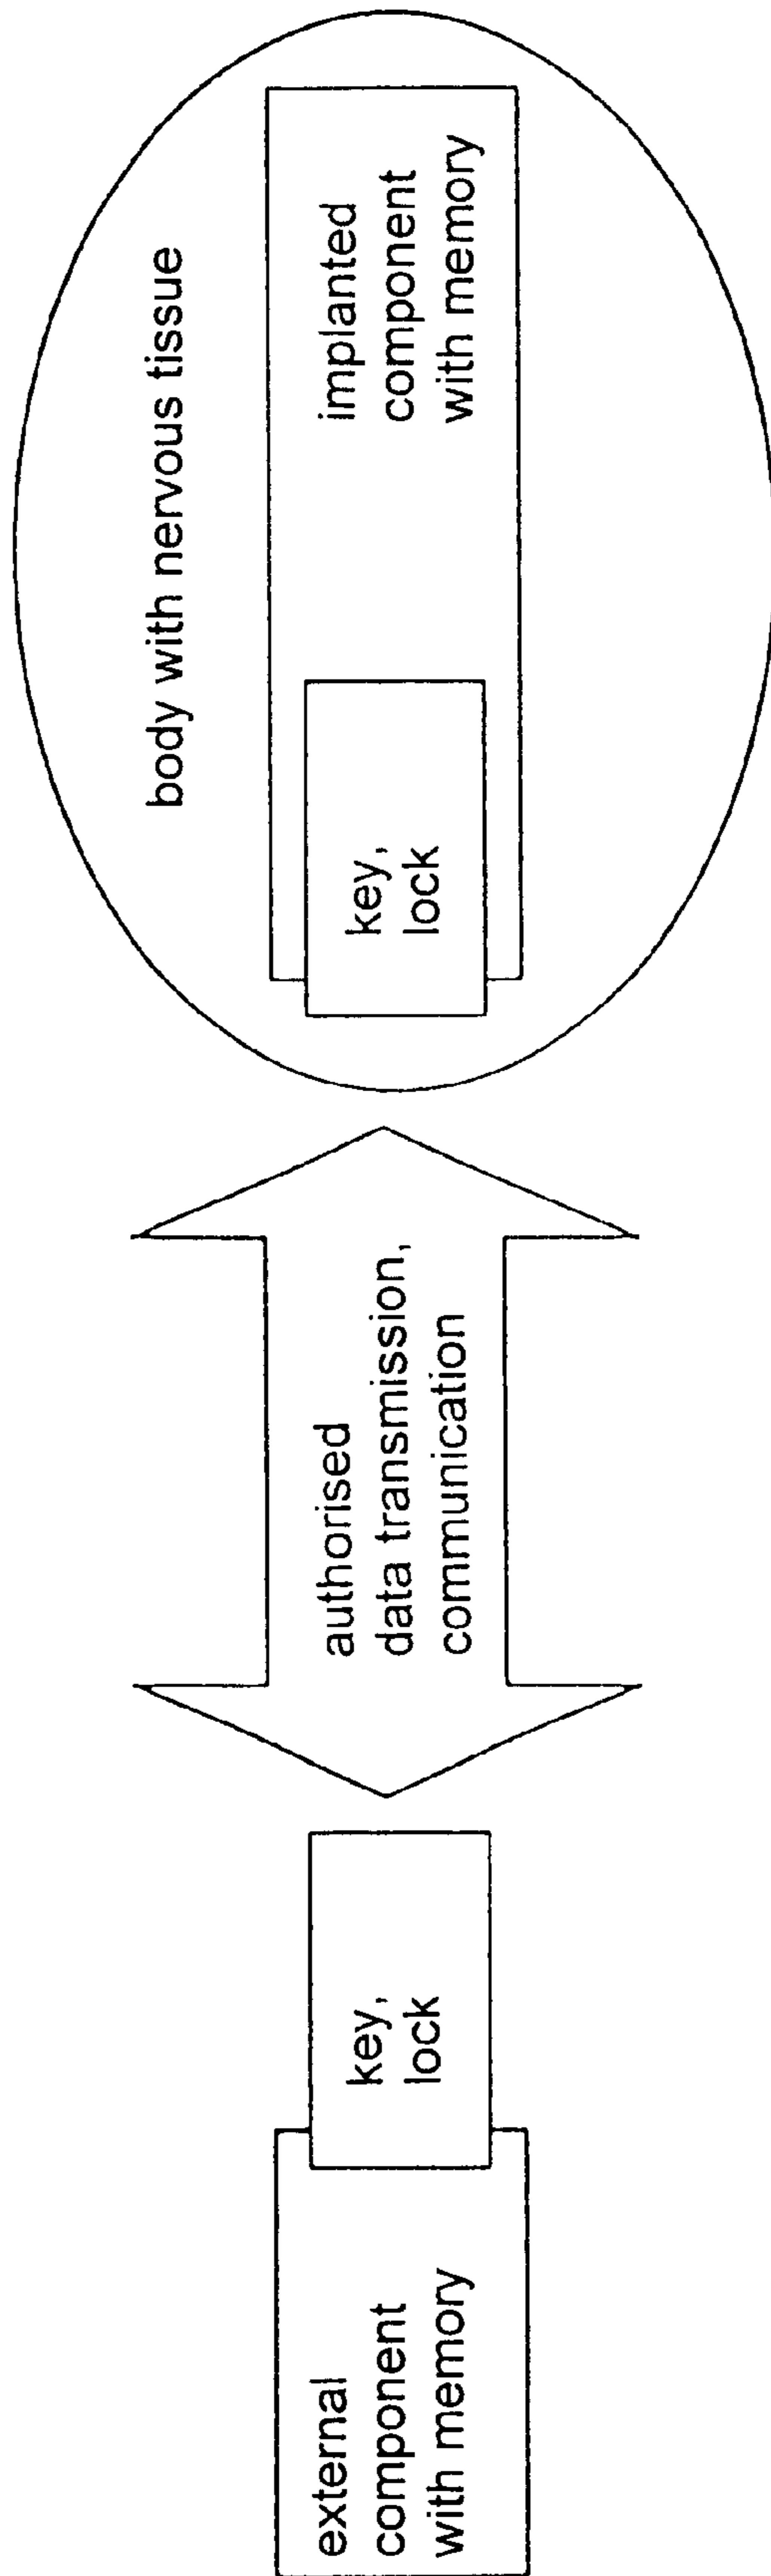 external
component
with memory
key,
lock
authorised
data transmission,
communication
body with nervous tissue
key,
lock
implanted
component
with memory